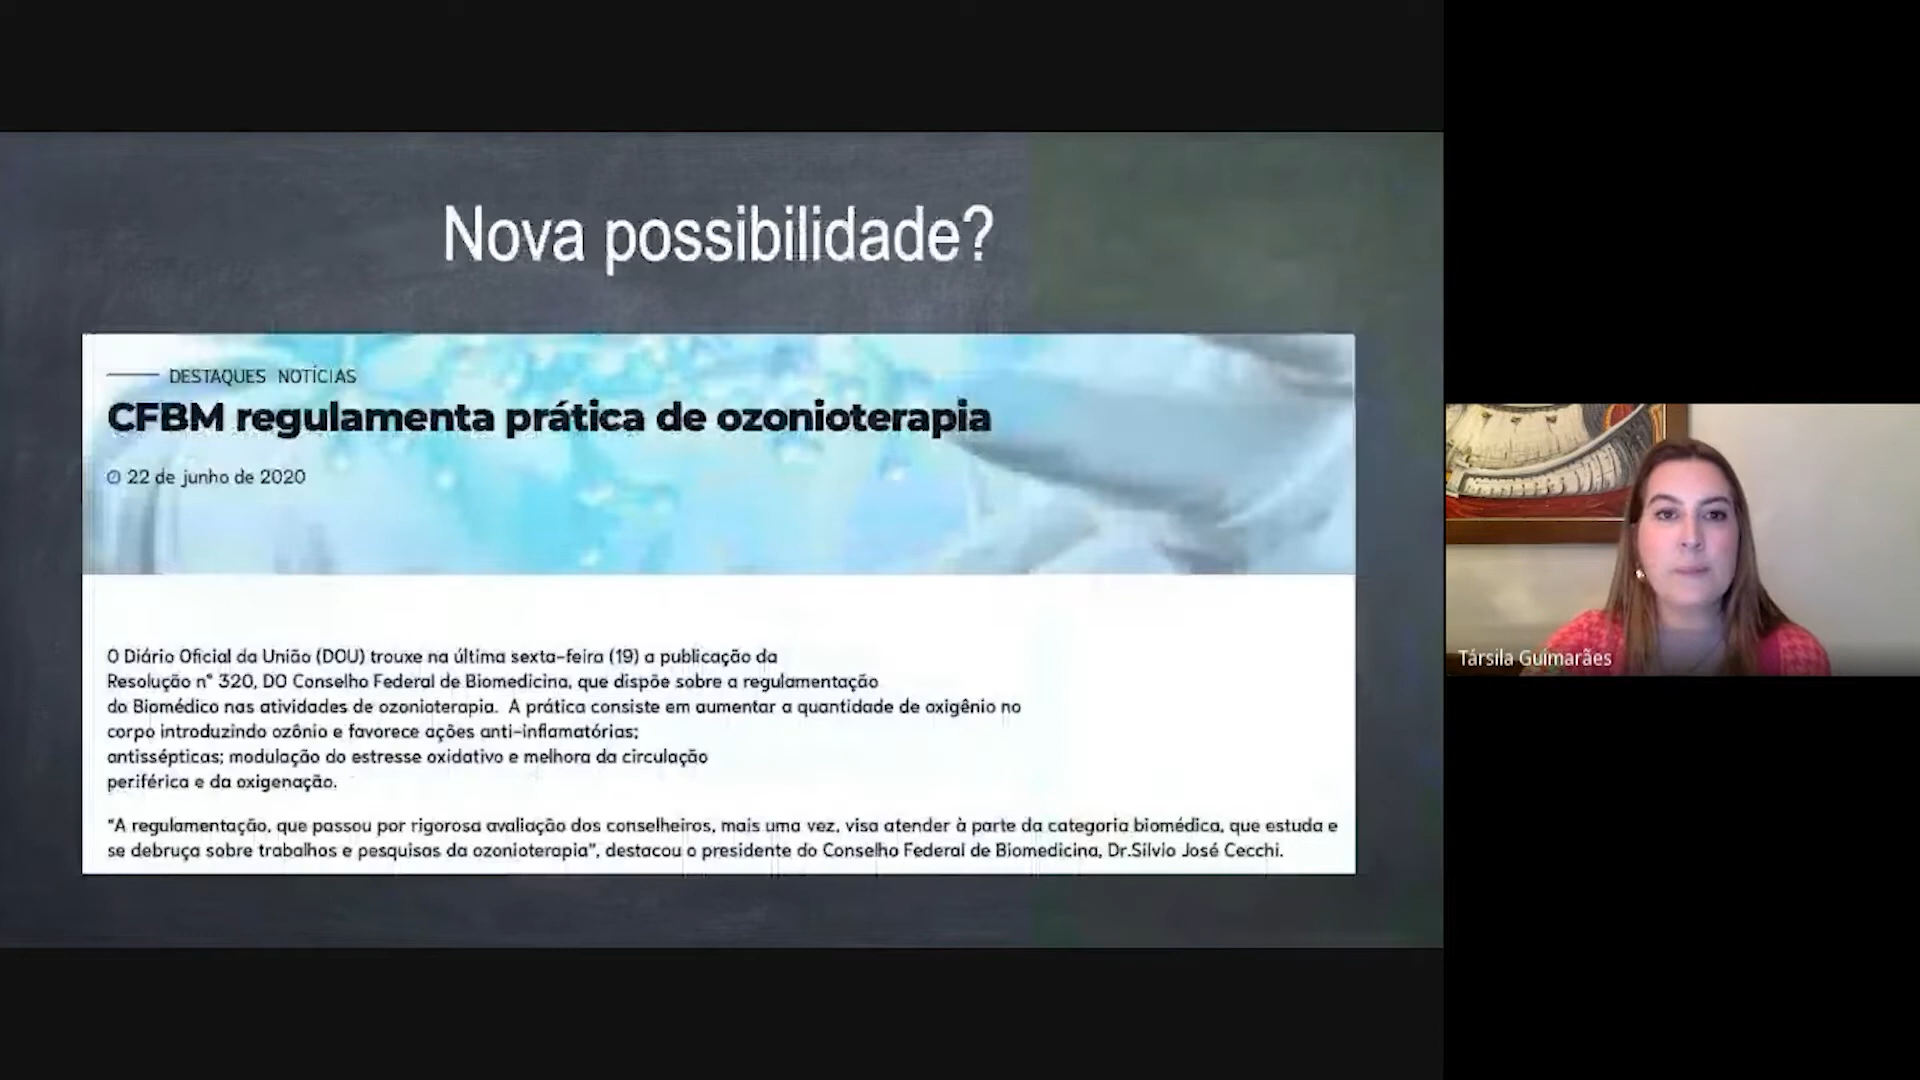 Nova possibilidade?
DESTAQUES NOTÍCIAS
CFBM regulamenta prática de ozonioterapia
22 de junho de 2020
O Diário Oficial da União (DOU) trouxe na última sexta-feira (19) a publicação da
Resolução n° 320, DO Conselho Federal de Biomedicina, que dispõe sobre a regulamentação
do Biomédico nas atividades de ozonioterapia. A prática consiste em aumentar a quantidade de oxigênio no
corpo introduzindo ozônio e favorece ações anti-inflamatórias;
antissépticas; modulação do estresse oxidativo e melhora da circulação
periférica e da oxigenação.
"A regulamentação, que passou por rigorosa avaliação dos conselheiros, mais uma vez, visa atender à parte da categoria biomédica, que estuda e
se debruça sobre trabalhos e pesquisas da ozonioterapia", destacou o presidente do Conselho Federal de Biomedicina, Dr.Silvio José Cecchi.
Társila Guimarães